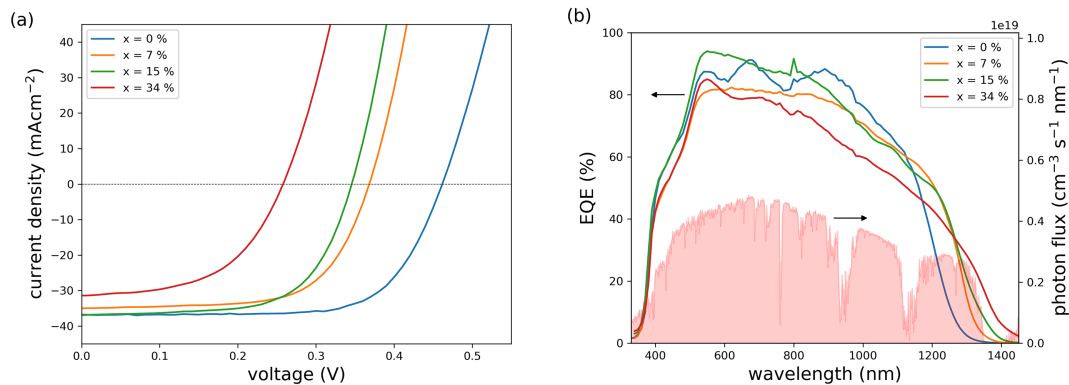 (a)
x = 0 %
x = 7 %
x = 15 %
x = 34 %
40
30
20
10
0
−10
−20
−30
−40
current density (mAcm⁻²)
0.0 0.1 0.2 0.3 0.4 0.5
voltage (V)
(b)
1e19
x = 0 %
x = 7 %
x = 15 %
x = 34 %
100
80
60
40
20
0
EQE (%)
1.0
0.8
0.6
0.4
0.2
0.0
photon flux (cm⁻³ s⁻¹ nm⁻¹)
400 600 800 1000 1200 1400
wavelength (nm)